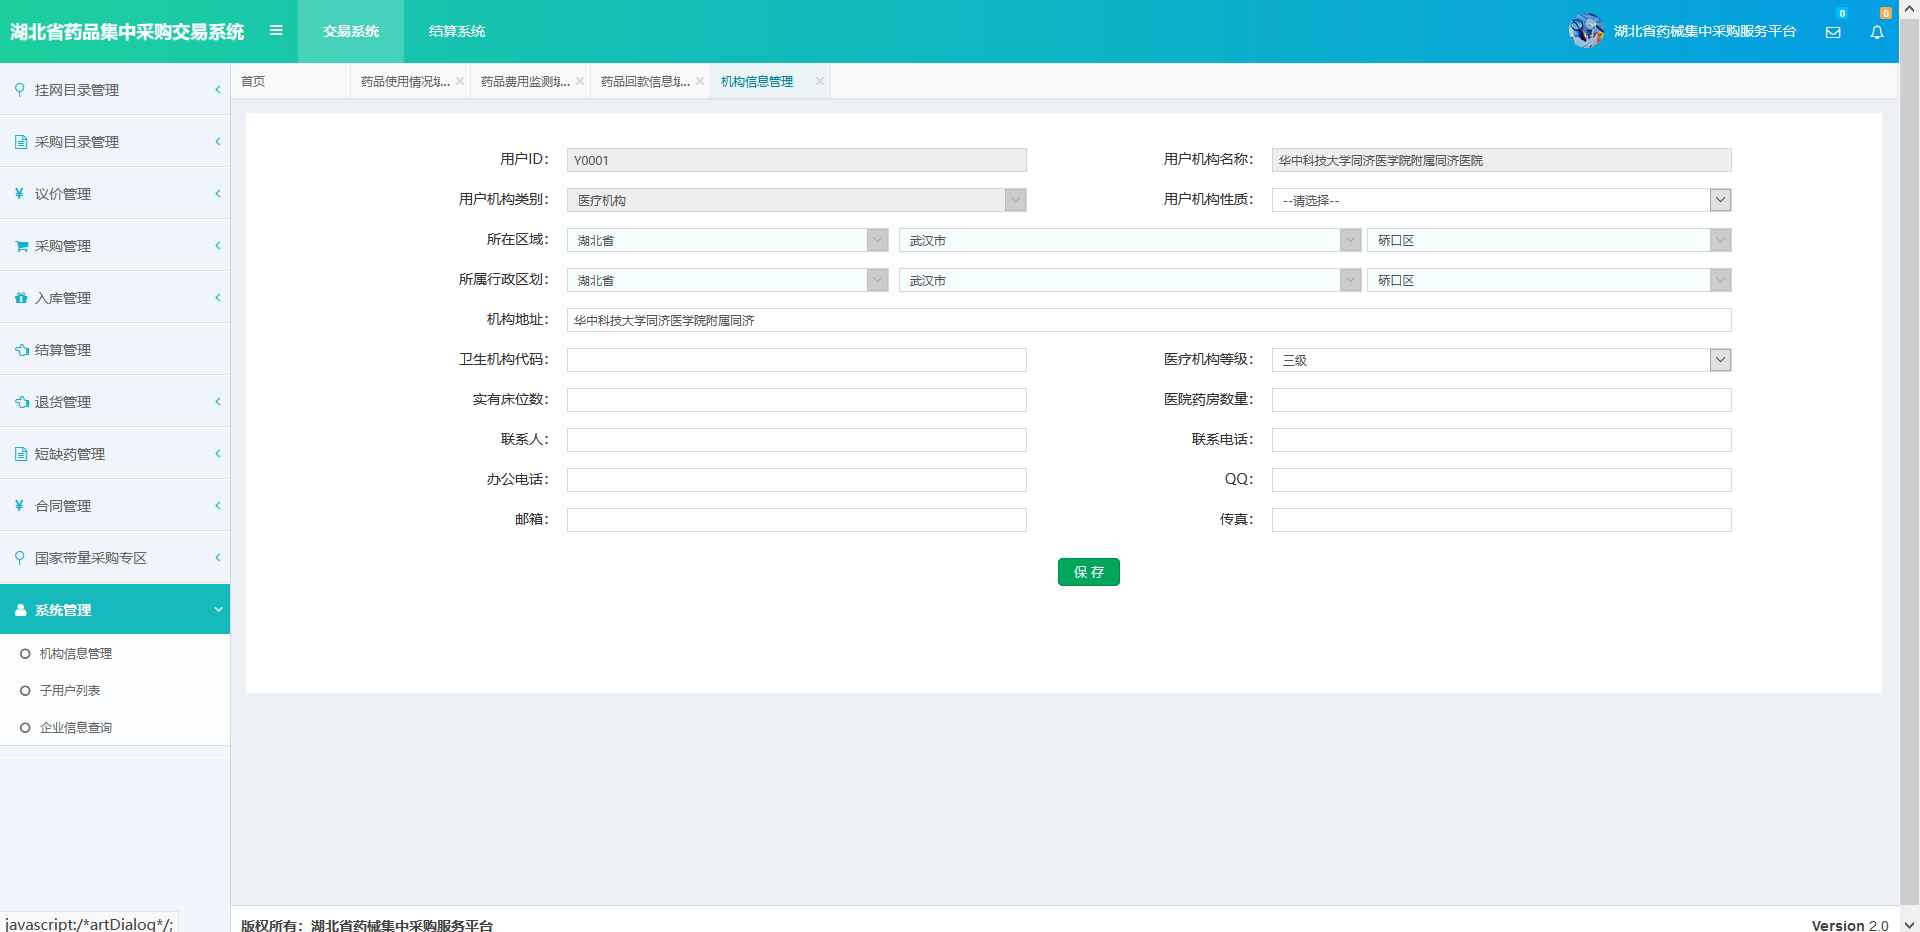 湖北省药品集中采购交易系统
交易系统
结算系统
湖北省药械集中采购服务平台
0
0
挂网目录管理
采购目录管理
¥ 议价管理
采购管理
入库管理
结算管理
退货管理
短缺药管理
¥ 合同管理
国家带量采购专区
系统管理
机构信息管理
子用户列表
企业信息查询
首页
药品使用情况...
药品费用监测...
药品回款信息...
机构信息管理
用户ID： Y0001
用户机构名称： 华中科技大学同济医学院附属同济医院
用户机构类别： 医疗机构
用户机构性质： --请选择--
所在区域： 湖北省 武汉市 硚口区
所属行政区划： 湖北省 武汉市 硚口区
机构地址： 华中科技大学同济医学院附属同济
卫生机构代码：
医疗机构等级： 三级
实有床位数：
医院药房数量：
联系人：
联系电话：
办公电话：
QQ：
邮箱：
传真：
保 存
javascript:/*artDialog*/;
版权所有：湖北省药械集中采购服务平台
Version 2.0